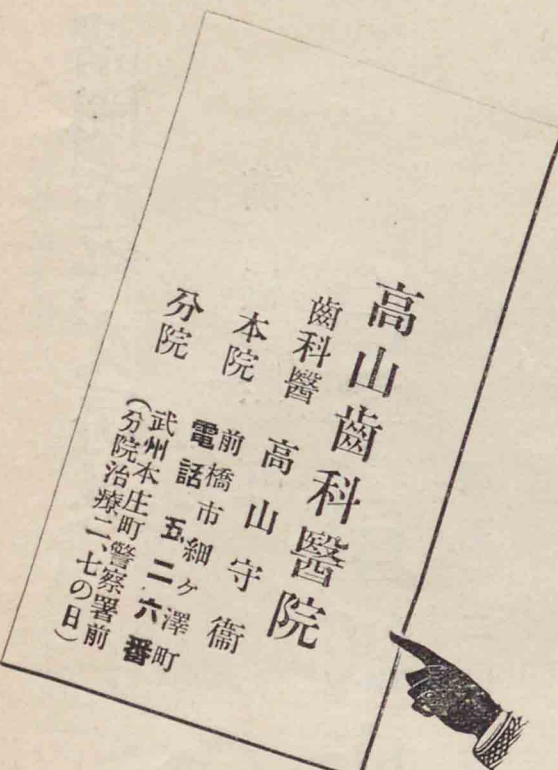 高山齒科醫院
齒科醫 高山守衞
本院 前橋市細ヶ澤町
電話五二六番
分院 武州本庄町警察署前
(分院治療二、七の日)